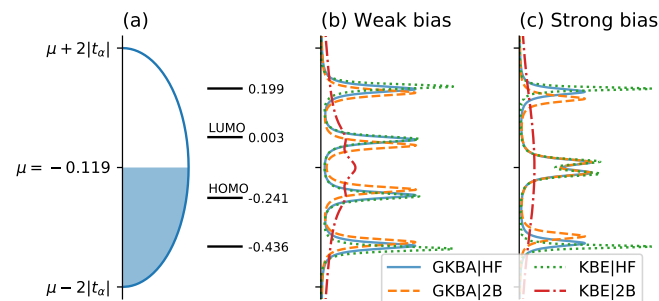 (a)
(b) Weak bias
(c) Strong bias
μ + 2|t_α|
0.199
LUMO
0.003
μ = −0.119
HOMO
-0.241
-0.436
μ − 2|t_α|
GKBA|HF
KBE|HF
GKBA|2B
KBE|2B